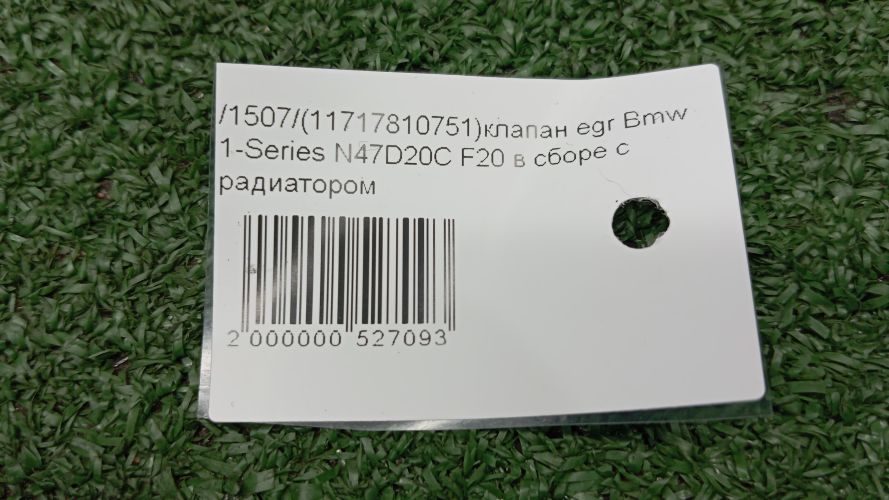 /1507/(11717810751)клапан egr Bmw
1-Series N47D20C F20 в сборе с
радиатором
2 000000 527093